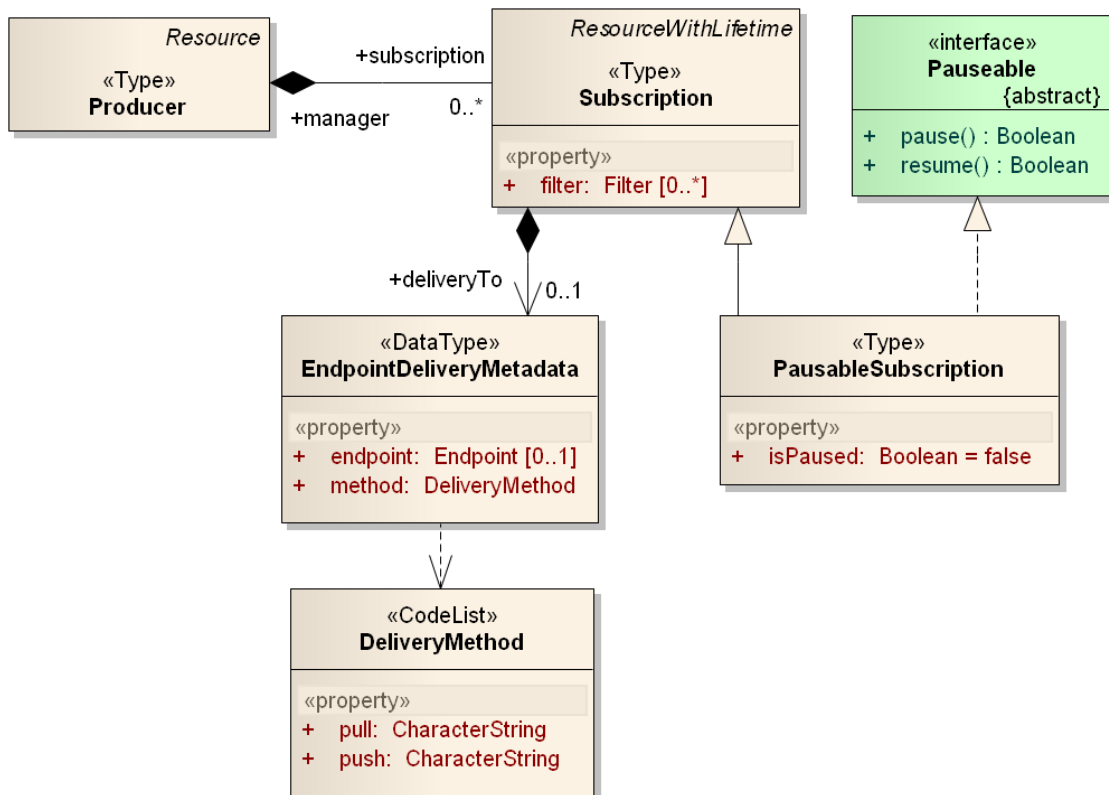 Resource
«Type»
Producer
+subscription
0..*
+manager
ResourceWithLifetime
«Type»
Subscription
«property»
+ filter: Filter [0..*]
«interface»
Pauseable
{abstract}
+ pause() : Boolean
+ resume() : Boolean
+deliveryTo
0..1
«DataType»
EndpointDeliveryMetadata
«property»
+ endpoint: Endpoint [0..1]
+ method: DeliveryMethod
«Type»
PausableSubscription
«property»
+ isPaused: Boolean = false
«CodeList»
DeliveryMethod
«property»
+ pull: CharacterString
+ push: CharacterString